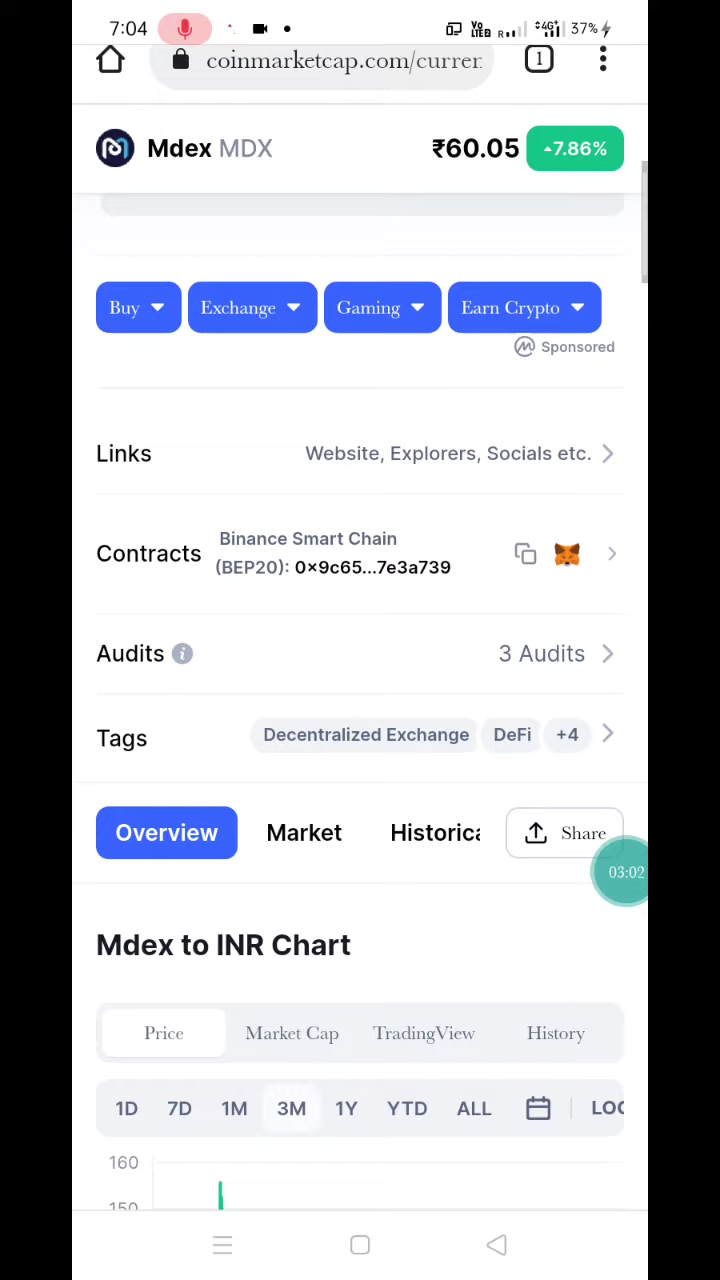 7:04 Vo LTE2 R 4G 37%
coinmarketcap.com/curren 1
Mdex MDX ₹60.05 7.86%
Buy Exchange Gaming Earn Crypto
Sponsored
Links Website, Explorers, Socials etc.
Contracts Binance Smart Chain
(BEP20): 0x9c65...7e3a739
Audits i 3 Audits
Tags Decentralized Exchange DeFi +4
Overview Market Historica Share
03:02
Mdex to INR Chart
Price Market Cap TradingView History
1D 7D 1M 3M 1Y YTD ALL LOG
160
150